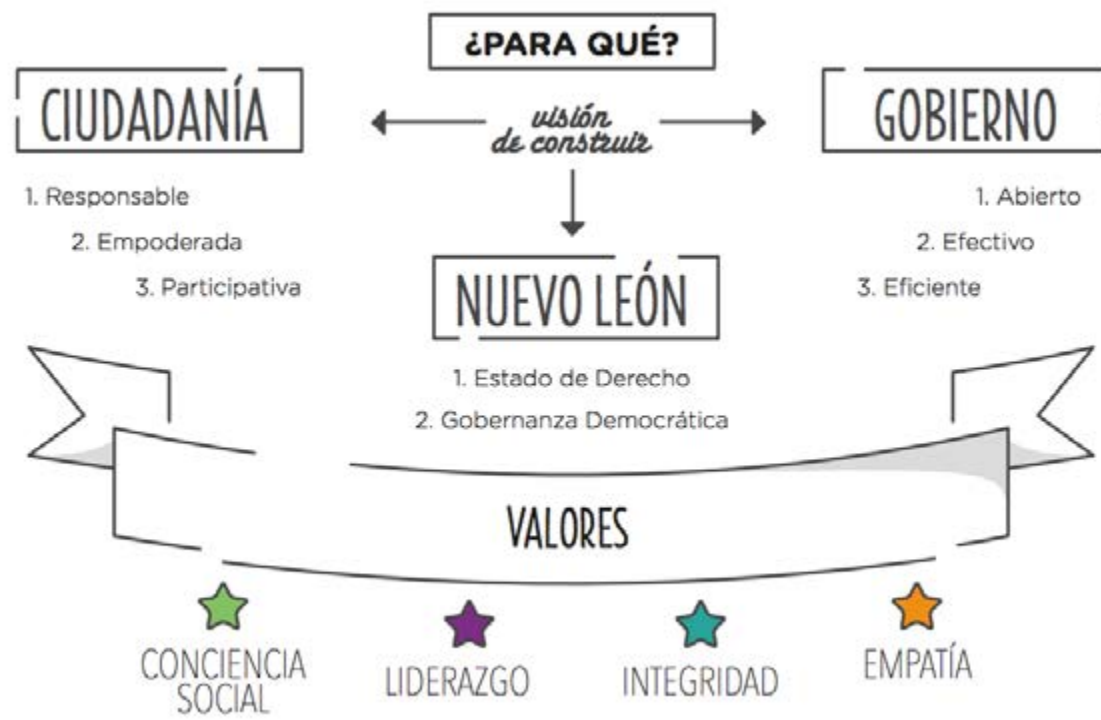 ¿PARA QUÉ?
CIUDADANÍA
visión
de construir
GOBIERNO
1. Responsable
2. Empoderada
3. Participativa
1. Abierto
2. Efectivo
3. Eficiente
NUEVO LEÓN
1. Estado de Derecho
2. Gobernanza Democrática
VALORES
CONCIENCIA
SOCIAL
LIDERAZGO
INTEGRIDAD
EMPATÍA